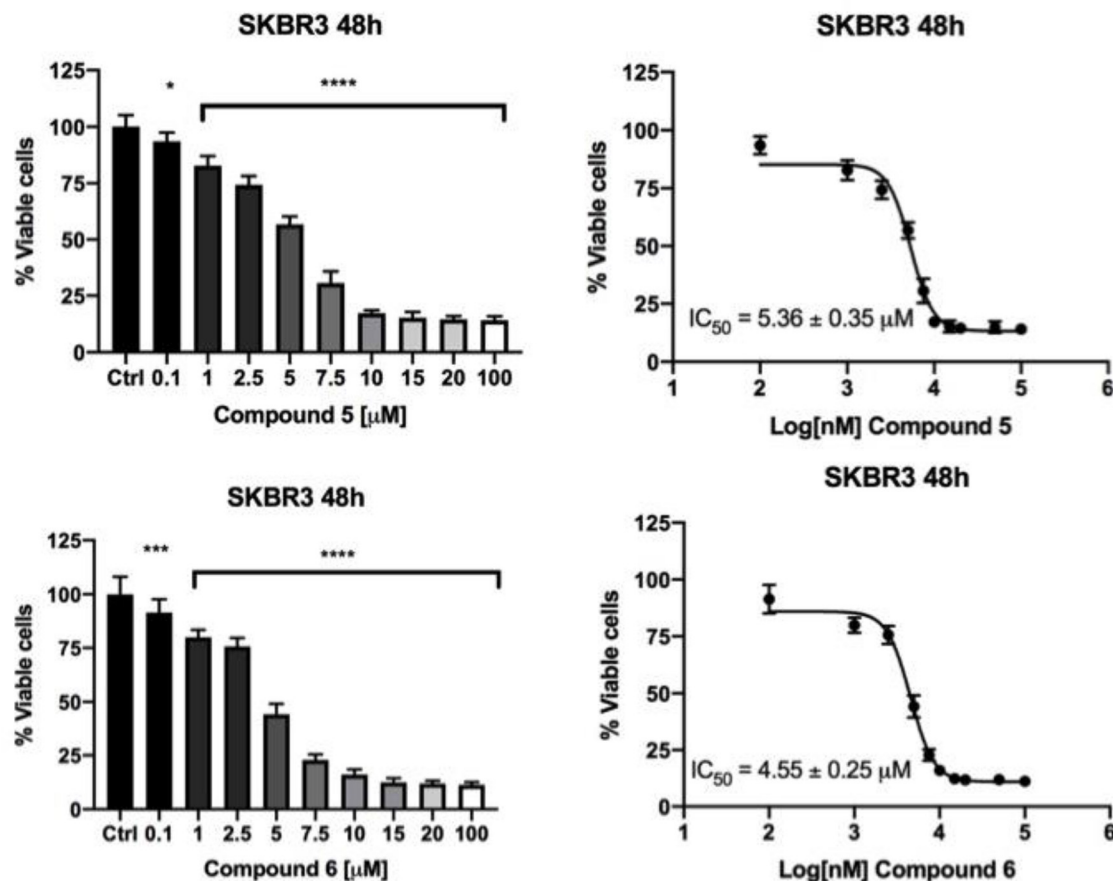 SKBR3 48h
* ****
% Viable cells
125
100
75
50
25
0
Ctrl 0.1 1 2.5 5 7.5 10 15 20 100
Compound 5 [μM]
SKBR3 48h
% Viable cells
125
100
75
50
25
0
IC50 = 5.36 ± 0.35 μM
1 2 3 4 5 6
Log[nM] Compound 5
SKBR3 48h
*** ****
% Viable cells
125
100
75
50
25
0
Ctrl 0.1 1 2.5 5 7.5 10 15 20 100
Compound 6 [μM]
SKBR3 48h
% Viable cells
125
100
75
50
25
0
IC50 = 4.55 ± 0.25 μM
1 2 3 4 5 6
Log[nM] Compound 6